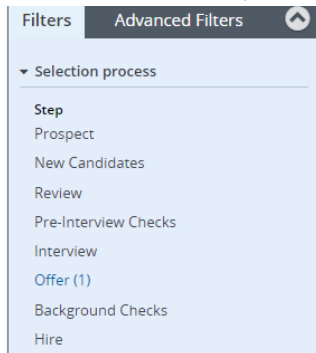 Filters Advanced Filters
Selection process
Step
Prospect
New Candidates
Review
Pre-Interview Checks
Interview
Offer (1)
Background Checks
Hire